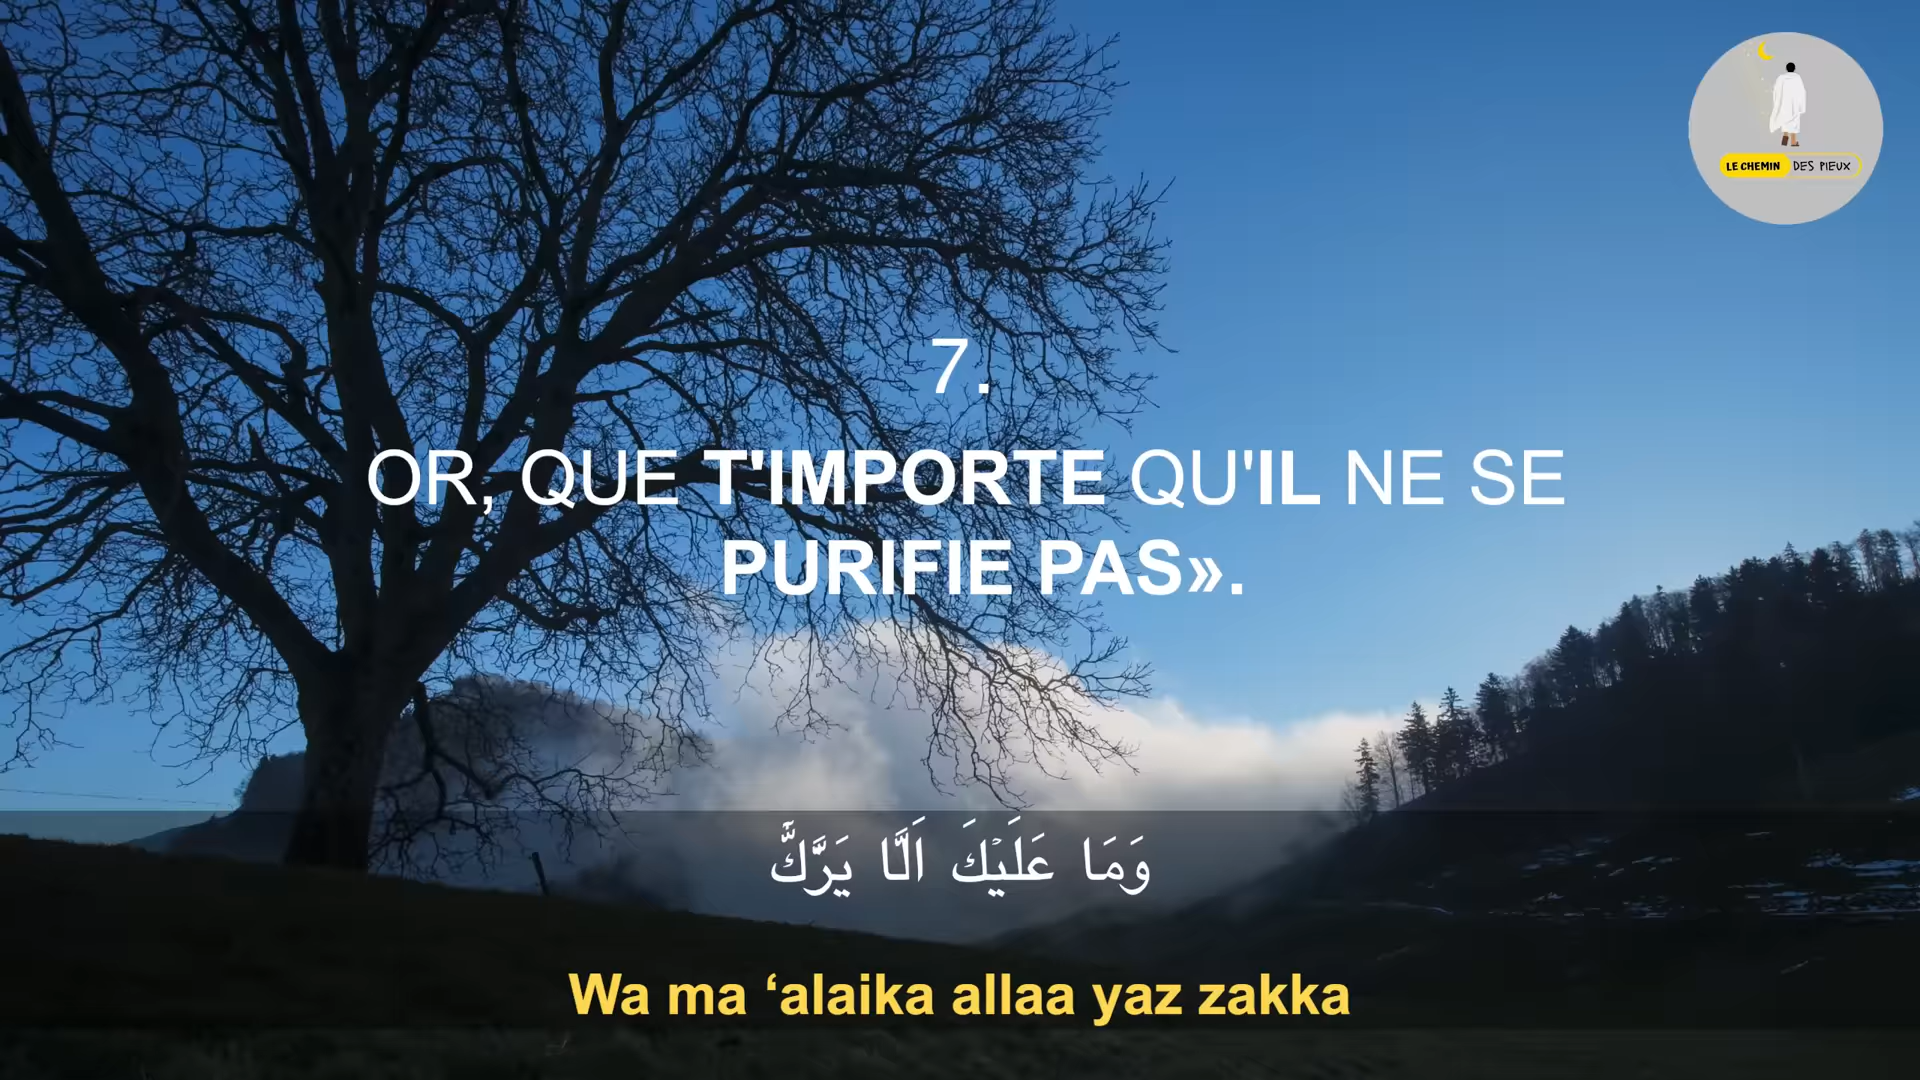 LE CHEMIN DES PIEUX
7.
OR, QUE T'IMPORTE QU'IL NE SE
PURIFIE PAS».
وَمَا عَلَيْكَ اَلَّا يَزَّكّٰى
Wa ma ‘alaika allaa yaz zakka